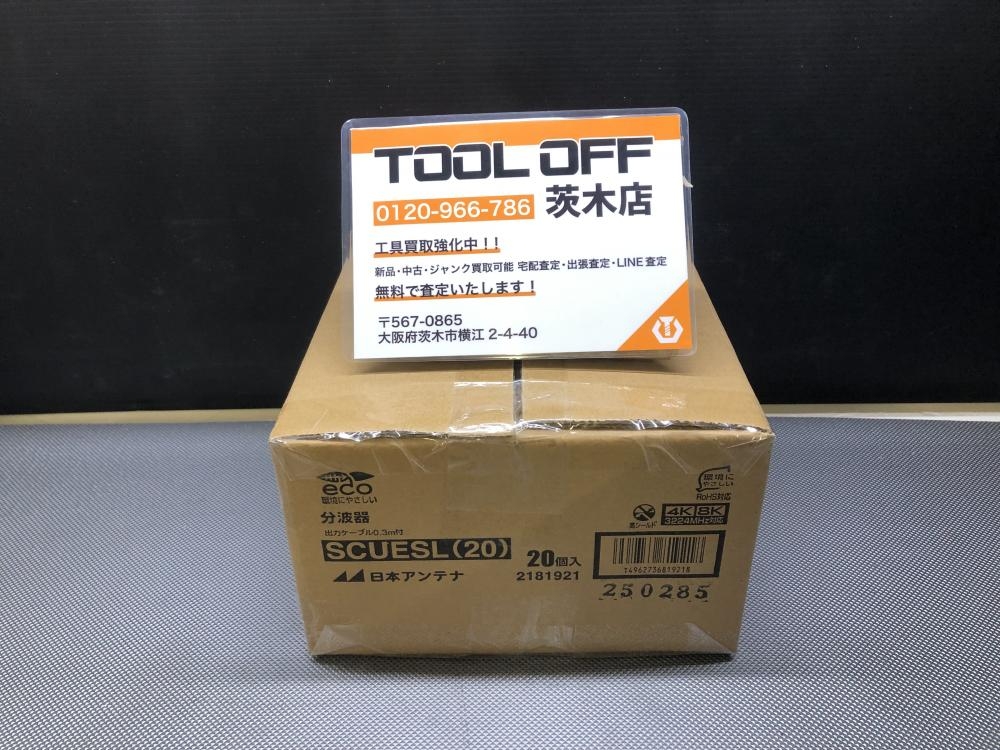 TOOL OFF
0120-966-786 茨木店
工具買取強化中！！
新品・中古・ジャンク買取可能 宅配査定・出張査定・LINE査定
無料で査定いたします！
〒567-0865
大阪府茨木市横江 2-4-40
eco
環境にやさしい
分波器
出力ケーブル0.3m付
SCUESL(20)
日本アンテナ
20個入
2181921
環境に
やさしい
RoHS対応
高シールド
4K 8K
3224MHz対応
T4962736819218
250285